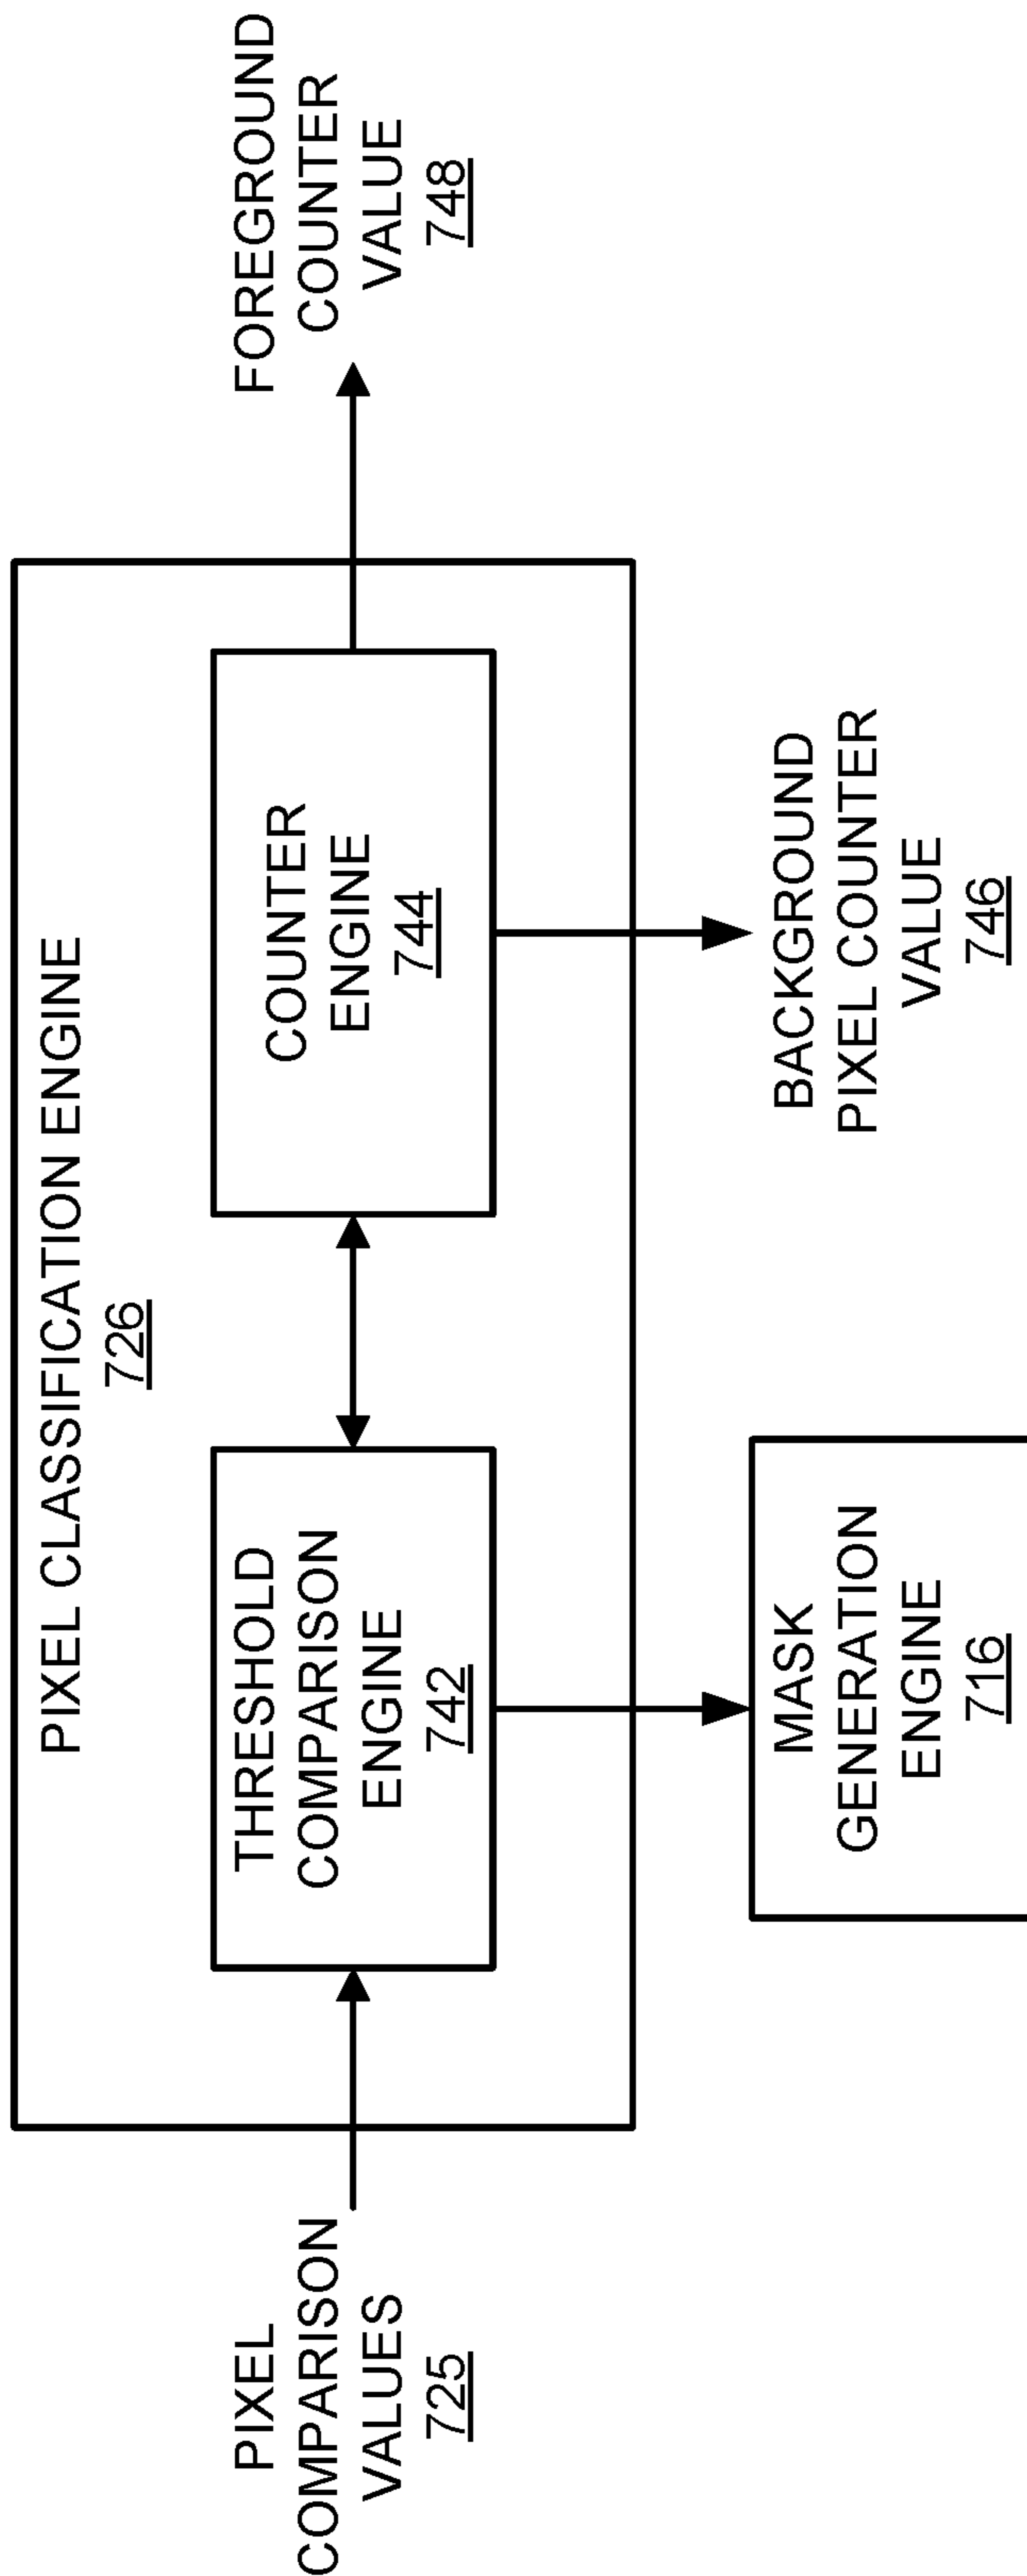 PIXEL CLASSIFICATION ENGINE
726
PIXEL
COMPARISON
VALUES
725
THRESHOLD
COMPARISON
ENGINE
742
COUNTER
ENGINE
744
FOREGROUND
COUNTER
VALUE
748
MASK
GENERATION
ENGINE
716
BACKGROUND
PIXEL COUNTER
VALUE
746